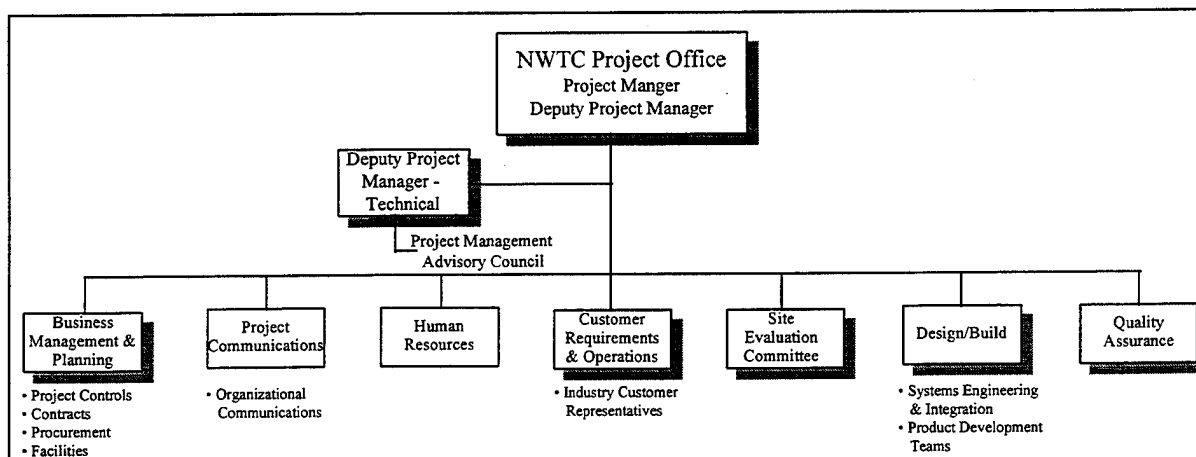 NWTC Project Office
Project Manger
Deputy Project Manager
Deputy Project
Manager -
Technical
Project Management
Advisory Council
Business
Management &
Planning
• Project Controls
• Contracts
• Procurement
• Facilities
Project
Communications
• Organizational
Communications
Human
Resources
Customer
Requirements
& Operations
• Industry Customer
Representatives
Site
Evaluation
Committee
Design/Build
• Systems Engineering
& Integration
• Product Development
Teams
Quality
Assurance